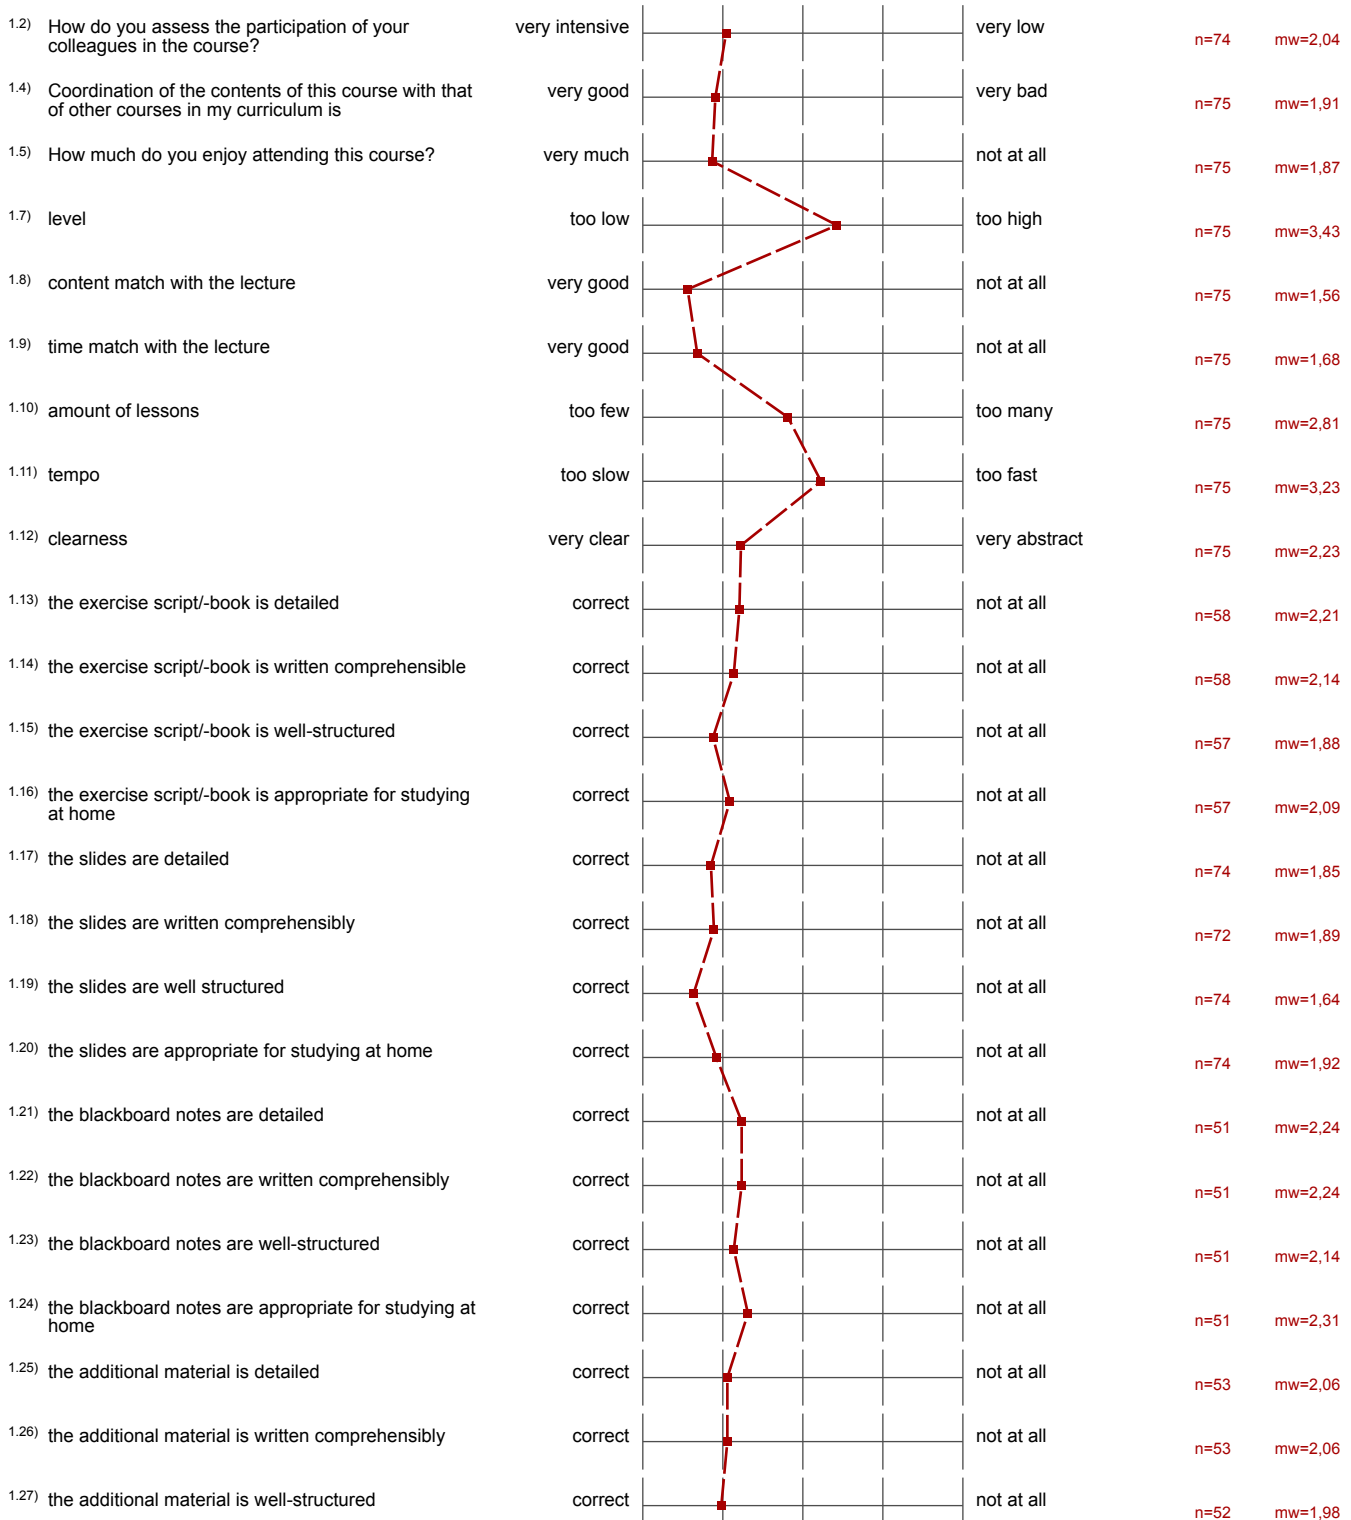 1.2) How do you assess the participation of your
colleagues in the course? very intensive very low n=74 mw=2,04
1.4) Coordination of the contents of this course with that
of other courses in my curriculum is very good very bad n=75 mw=1,91
1.5) How much do you enjoy attending this course? very much not at all n=75 mw=1,87
1.7) level too low too high n=75 mw=3,43
1.8) content match with the lecture very good not at all n=75 mw=1,56
1.9) time match with the lecture very good not at all n=75 mw=1,68
1.10) amount of lessons too few too many n=75 mw=2,81
1.11) tempo too slow too fast n=75 mw=3,23
1.12) clearness very clear very abstract n=75 mw=2,23
1.13) the exercise script/-book is detailed correct not at all n=58 mw=2,21
1.14) the exercise script/-book is written comprehensible correct not at all n=58 mw=2,14
1.15) the exercise script/-book is well-structured correct not at all n=57 mw=1,88
1.16) the exercise script/-book is appropriate for studying
at home correct not at all n=57 mw=2,09
1.17) the slides are detailed correct not at all n=74 mw=1,85
1.18) the slides are written comprehensibly correct not at all n=72 mw=1,89
1.19) the slides are well structured correct not at all n=74 mw=1,64
1.20) the slides are appropriate for studying at home correct not at all n=74 mw=1,92
1.21) the blackboard notes are detailed correct not at all n=51 mw=2,24
1.22) the blackboard notes are written comprehensibly correct not at all n=51 mw=2,24
1.23) the blackboard notes are well-structured correct not at all n=51 mw=2,14
1.24) the blackboard notes are appropriate for studying at
home correct not at all n=51 mw=2,31
1.25) the additional material is detailed correct not at all n=53 mw=2,06
1.26) the additional material is written comprehensibly correct not at all n=53 mw=2,06
1.27) the additional material is well-structured correct not at all n=52 mw=1,98